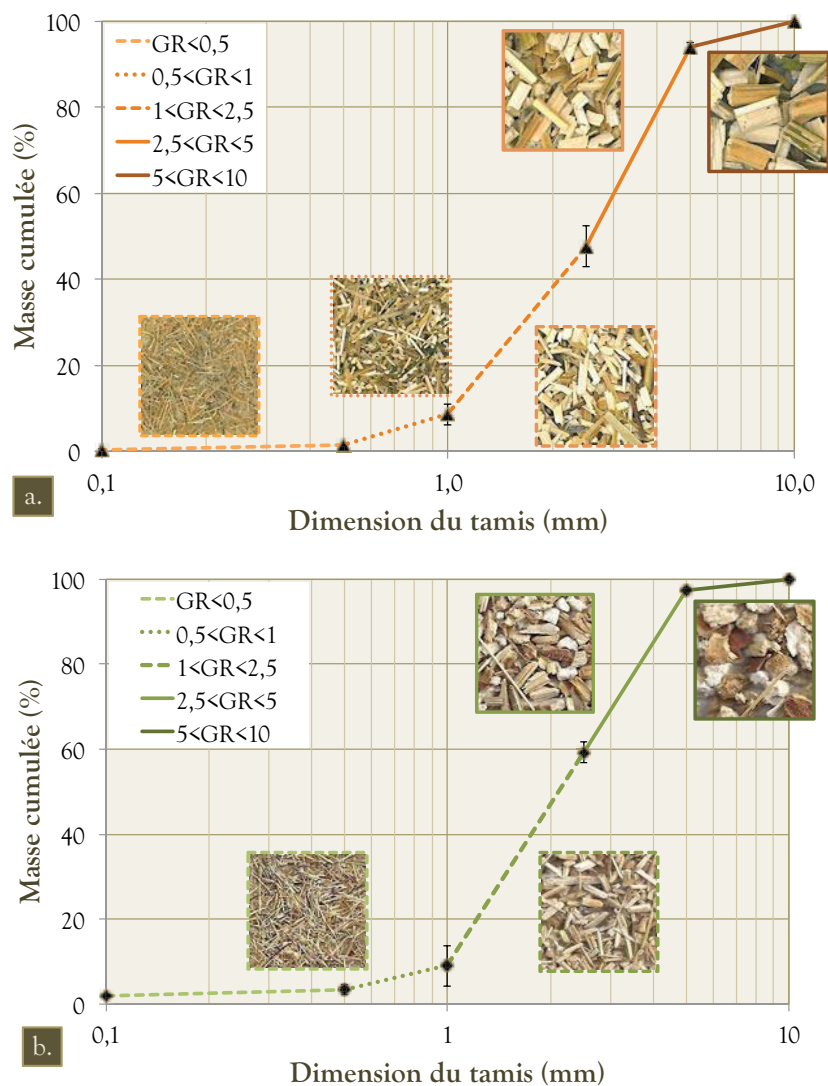 100
80
60
40
20
0
Masse cumulée (%)
GR<0,5
0,5<GR<1
1<GR<2,5
2,5<GR<5
5<GR<10
0,1
1,0
10,0
Dimension du tamis (mm)
a.
100
80
60
40
20
0
Masse cumulée (%)
GR<0,5
0,5<GR<1
1<GR<2,5
2,5<GR<5
5<GR<10
0,1
1
10
Dimension du tamis (mm)
b.